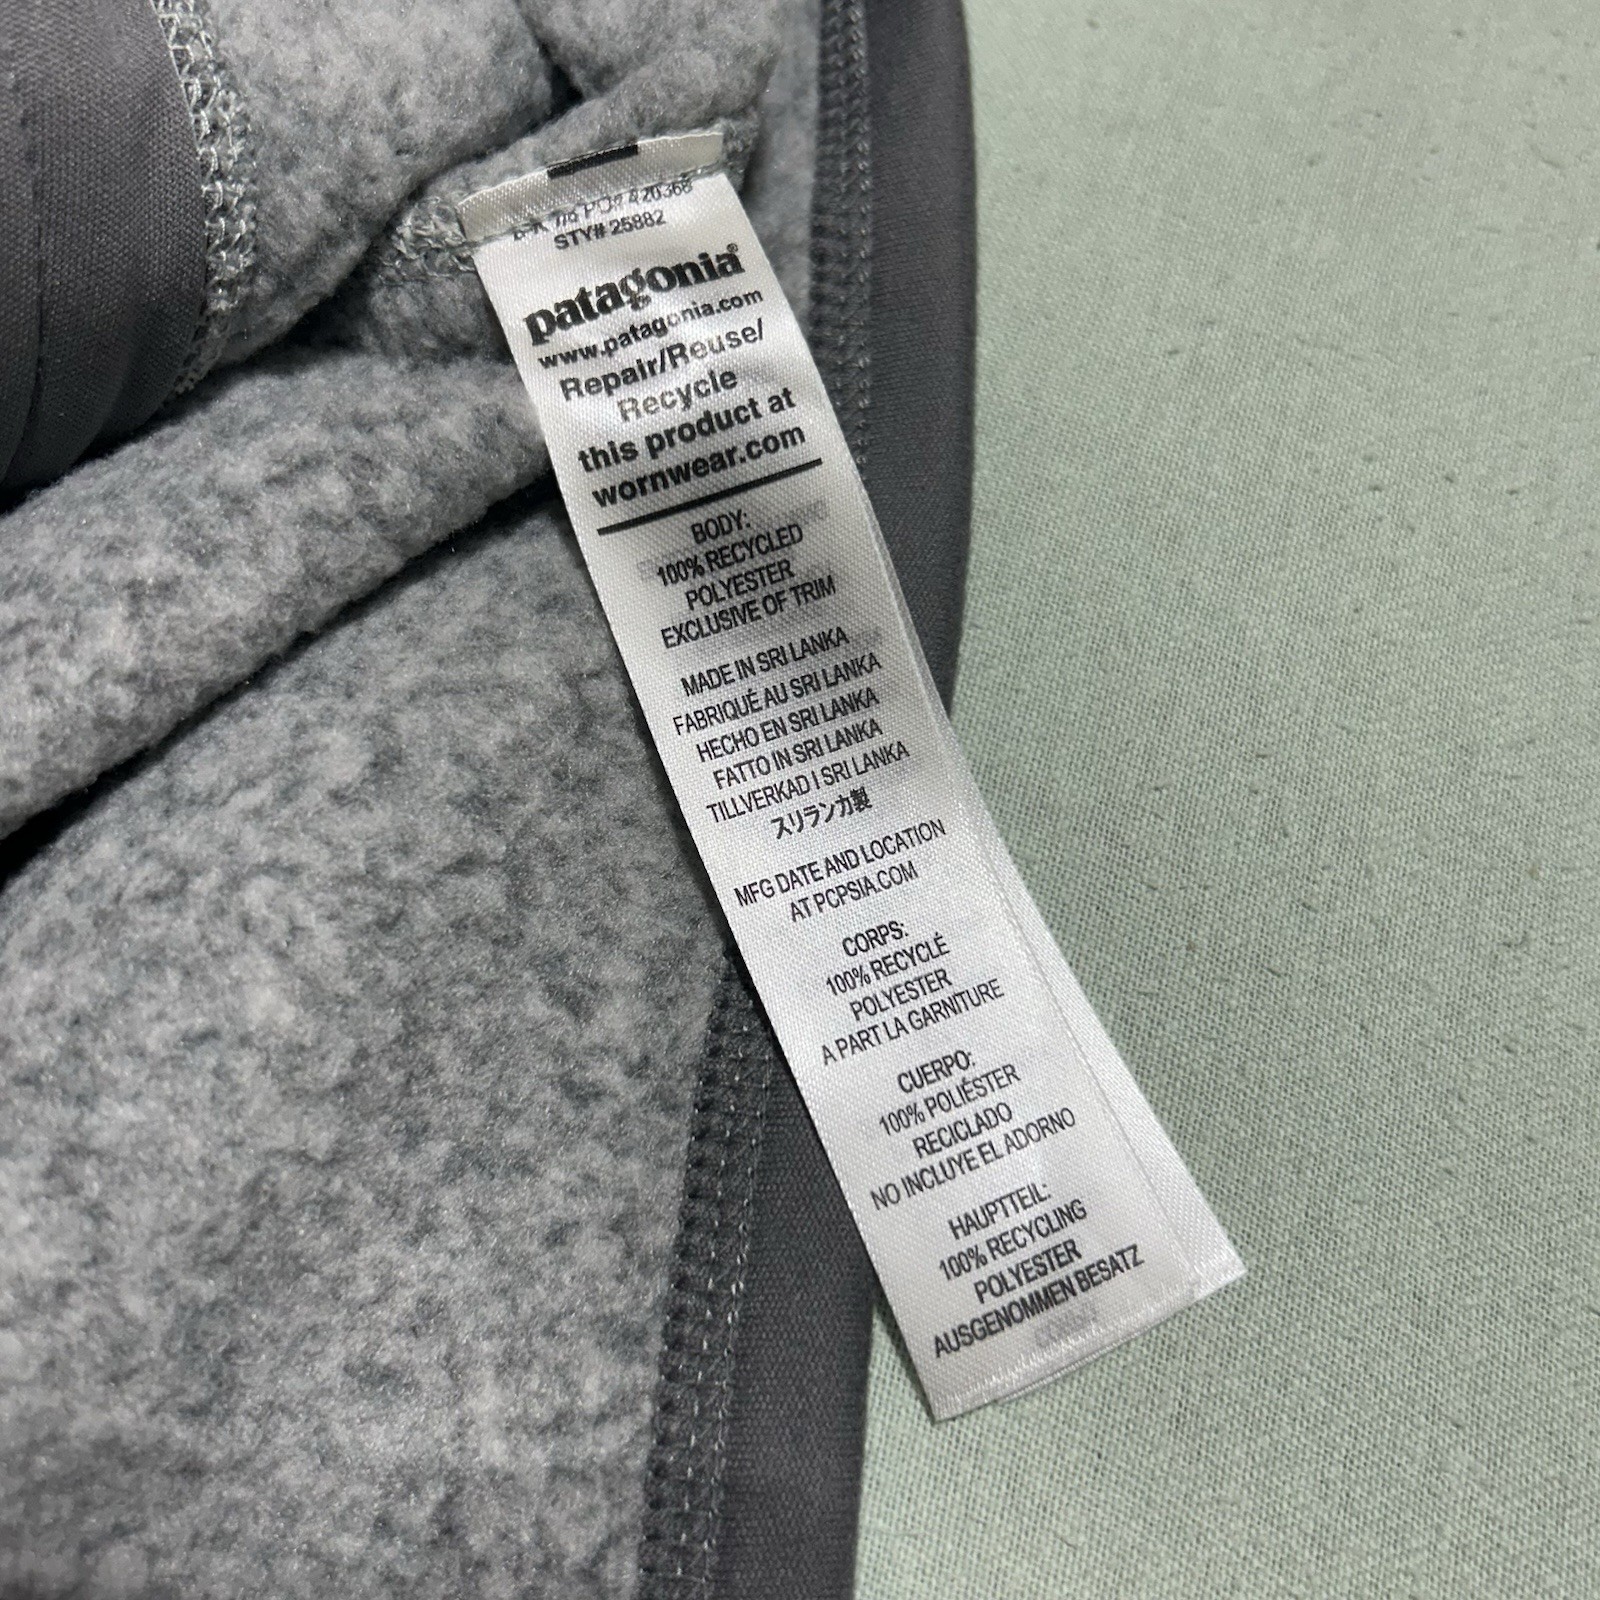 PO# 420368
STY# 25882
patagonia®
www.patagonia.com
Repair/Reuse/
Recycle
this product at
wornwear.com
BODY:
100% RECYCLED
POLYESTER
EXCLUSIVE OF TRIM
MADE IN SRI LANKA
FABRIQUÉ AU SRI LANKA
HECHO EN SRI LANKA
FATTO IN SRI LANKA
TILLVERKAD I SRI LANKA
スリランカ製
MFG DATE AND LOCATION
AT PCPSIA.COM
CORPS:
100% RECYCLÉ
POLYESTER
A PART LA GARNITURE
CUERPO:
100% POLIÉSTER
RECICLADO
NO INCLUYE EL ADORNO
HAUPTTEIL:
100% RECYCLING
POLYESTER
AUSGENOMMEN BESATZ